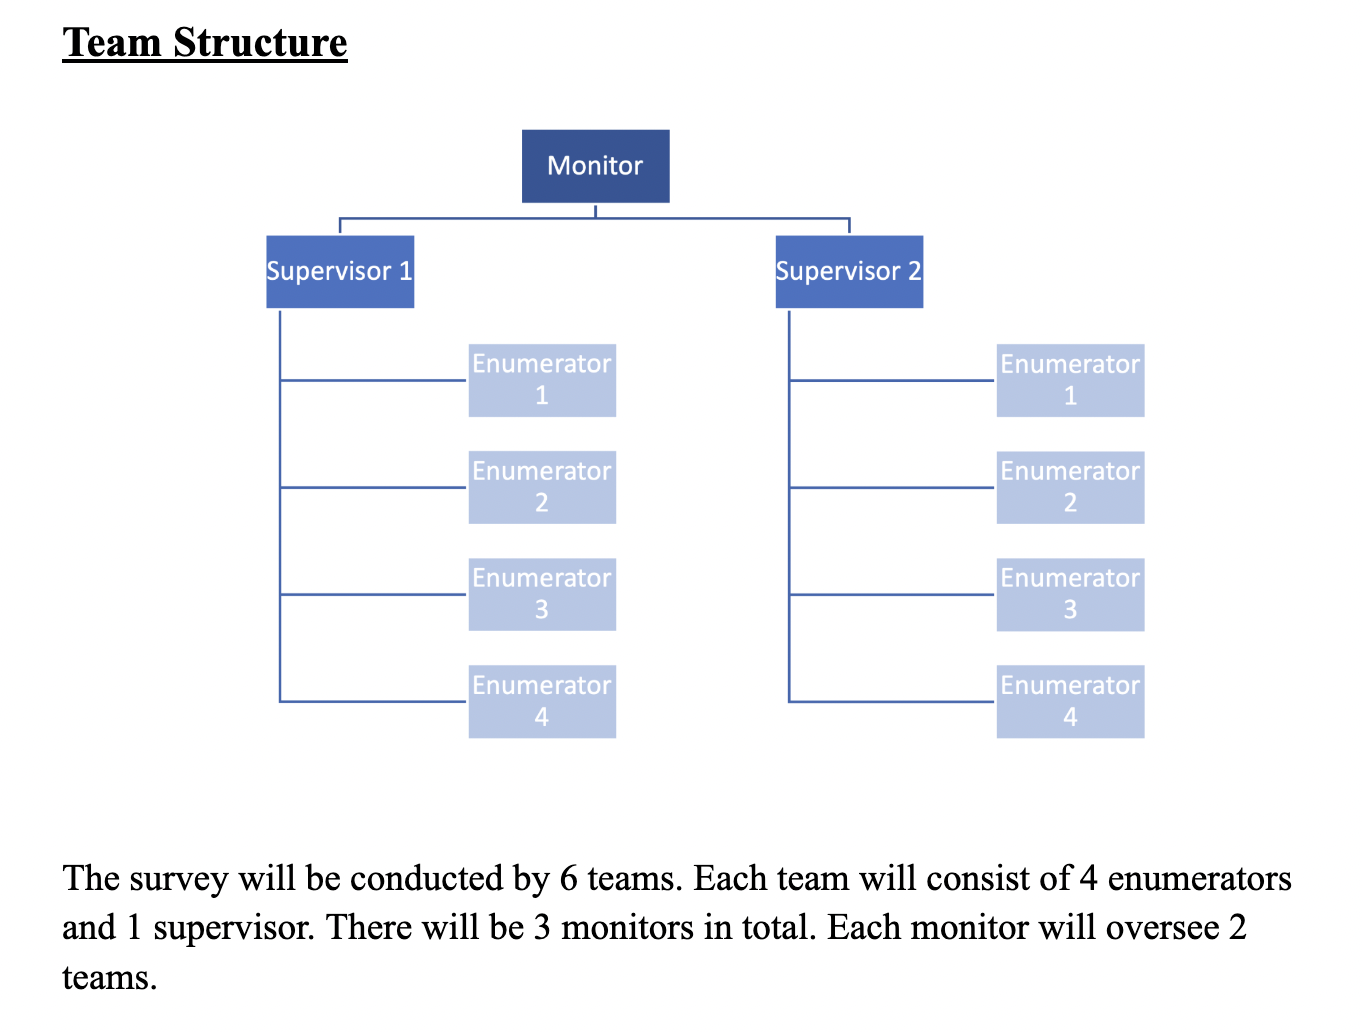 Team Structure
Monitor
Supervisor 1
Supervisor 2
Enumerator
1
Enumerator
1
Enumerator
2
Enumerator
2
Enumerator
3
Enumerator
3
Enumerator
4
Enumerator
4
The survey will be conducted by 6 teams. Each team will consist of 4 enumerators
and 1 supervisor. There will be 3 monitors in total. Each monitor will oversee 2
teams.